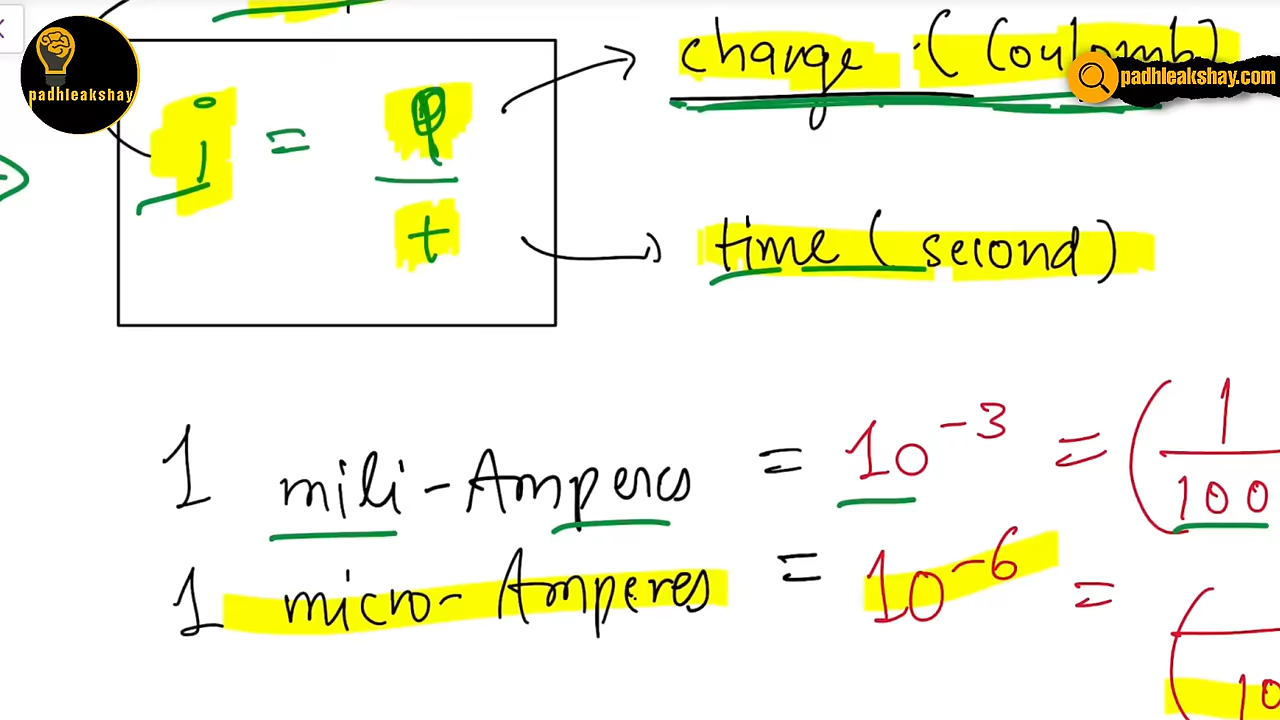 padhleakshay
padhleakshay.com
i = q/t
charge (Coulomb)
time (second)
1 mili-Amperes = 10^-3 = (1/100
1 micro-Amperes = 10^-6 = (
10